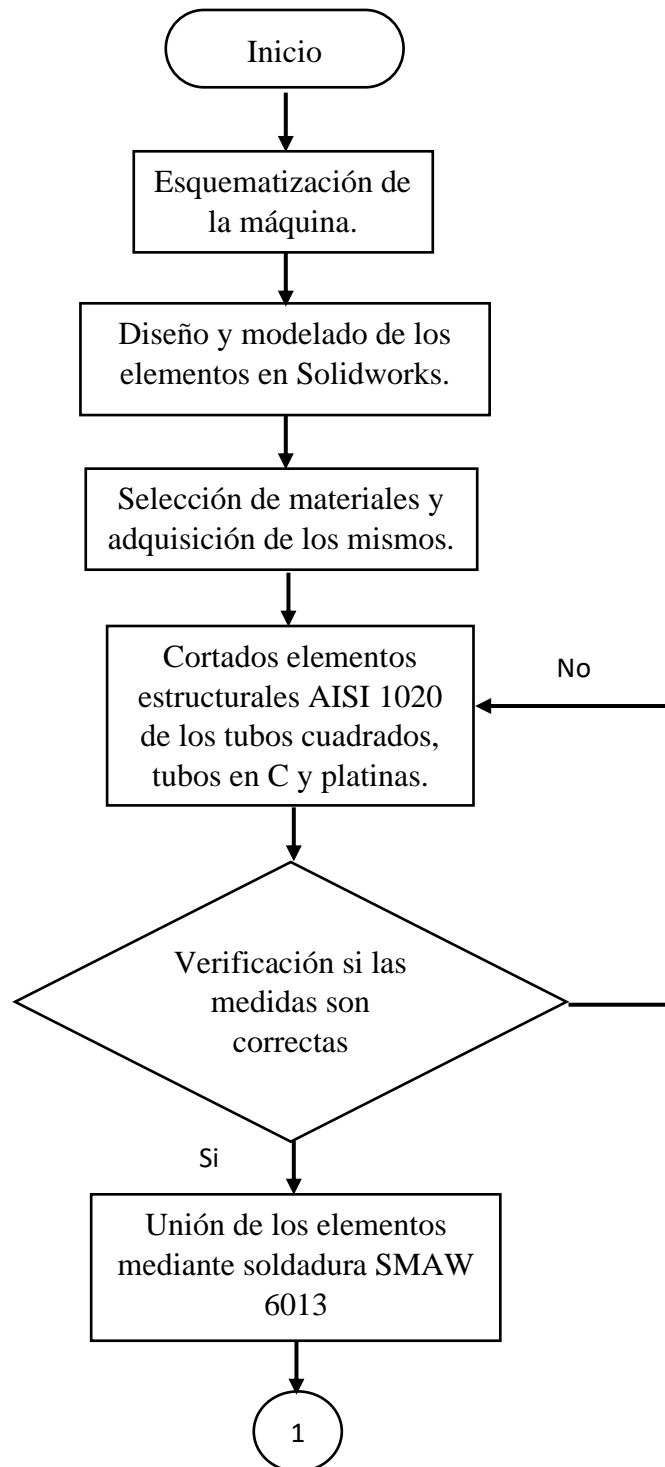 Inicio
Esquematización de
la máquina.
Diseño y modelado de los
elementos en Solidworks.
Selección de materiales y
adquisición de los mismos.
Cortados elementos
estructurales AISI 1020
de los tubos cuadrados,
tubos en C y platinas.
No
Verificación si las
medidas son
correctas
Si
Unión de los elementos
mediante soldadura SMAW
6013
1